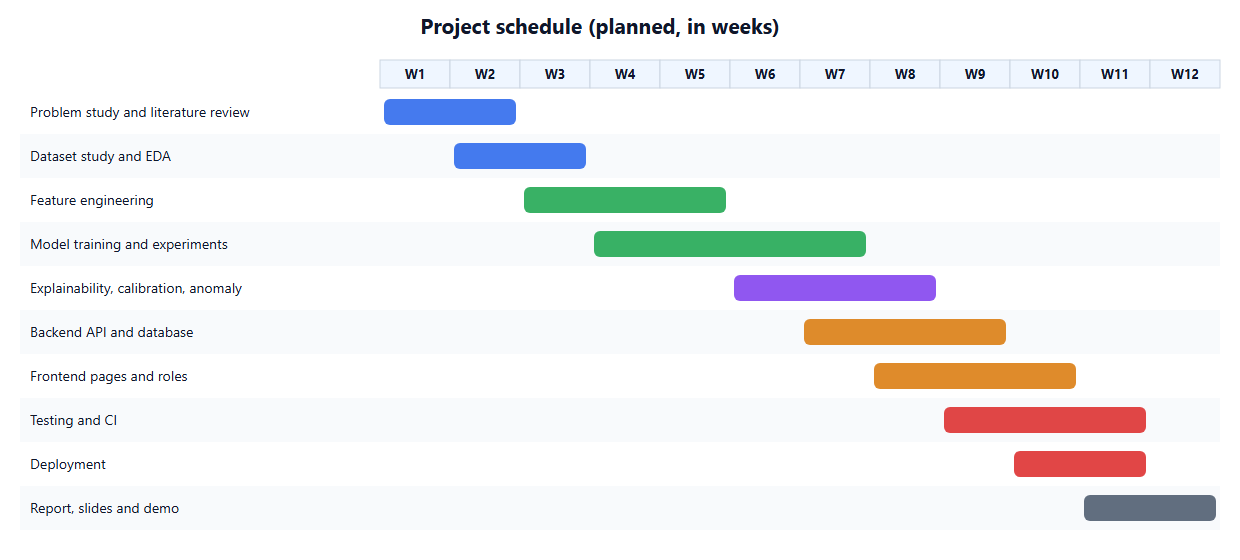 Project schedule (planned, in weeks)
W1 W2 W3 W4 W5 W6 W7 W8 W9 W10 W11 W12
Problem study and literature review
Dataset study and EDA
Feature engineering
Model training and experiments
Explainability, calibration, anomaly
Backend API and database
Frontend pages and roles
Testing and CI
Deployment
Report, slides and demo